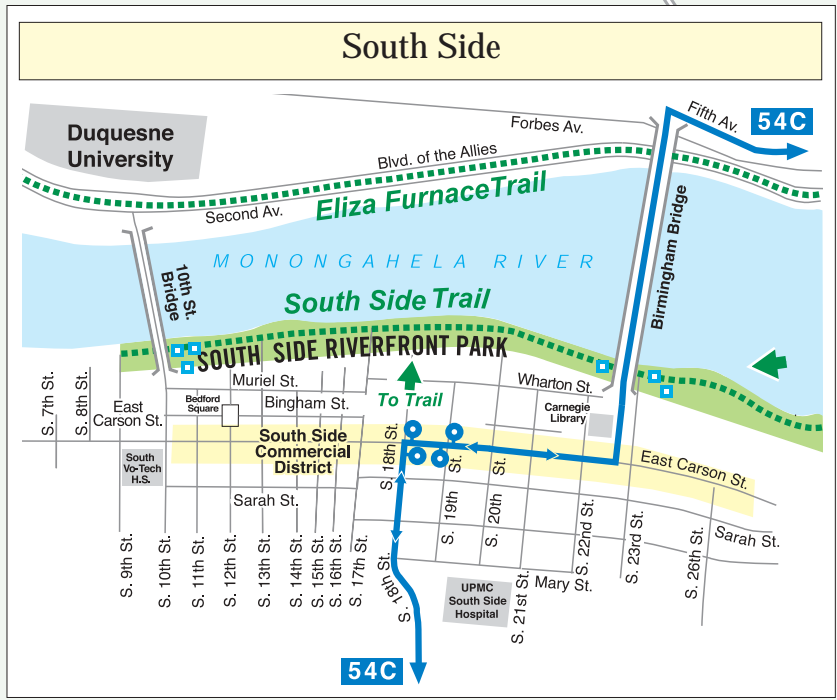 South Side
Duquesne
University
Forbes Av.
Fifth Av.
54C
Blvd. of the Allies
Second Av.
Eliza Furnace Trail
MONONGAHELA RIVER
10th St.
Bridge
Birmingham Bridge
South Side Trail
SOUTH SIDE RIVERFRONT PARK
S. 7th St.
S. 8th St.
Muriel St.
Wharton St.
To Trail
East
Carson St.
Bedford
Square
Bingham St.
Carnegie
Library
South Side
Commercial
District
S. 18th St.
East Carson St.
South
Vo-Tech
H.S.
Sarah St.
S. 19th St.
S. 20th St.
S. 22nd St.
S. 23rd St.
S. 26th St.
Sarah St.
S. 9th St.
S. 10th St.
S. 11th St.
S. 12th St.
S. 13th St.
S. 14th St.
S. 15th St.
S. 16th St.
S. 17th St.
S. 18th St.
UPMC
South Side
Hospital
S. 21st St.
Mary St.
54C